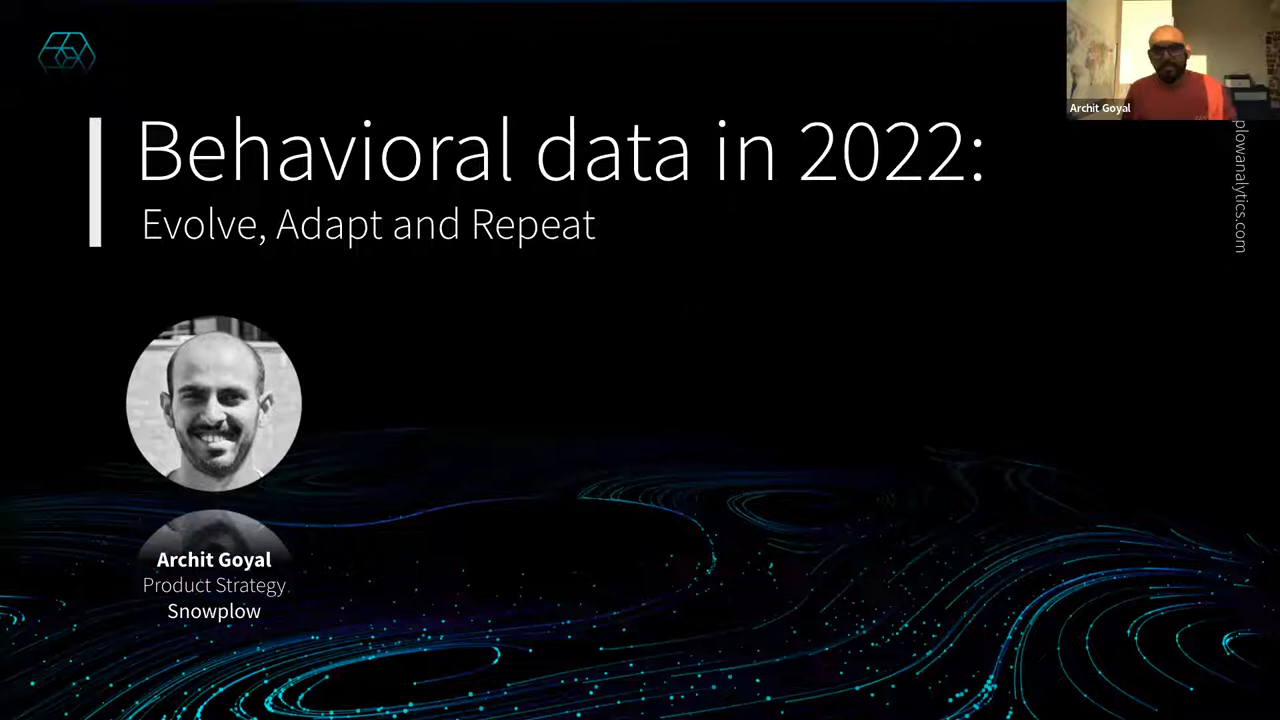 Behavioral data in 2022:
Evolve, Adapt and Repeat
Archit Goyal
plowanalytics.com
Archit Goyal
Product Strategy
Snowplow